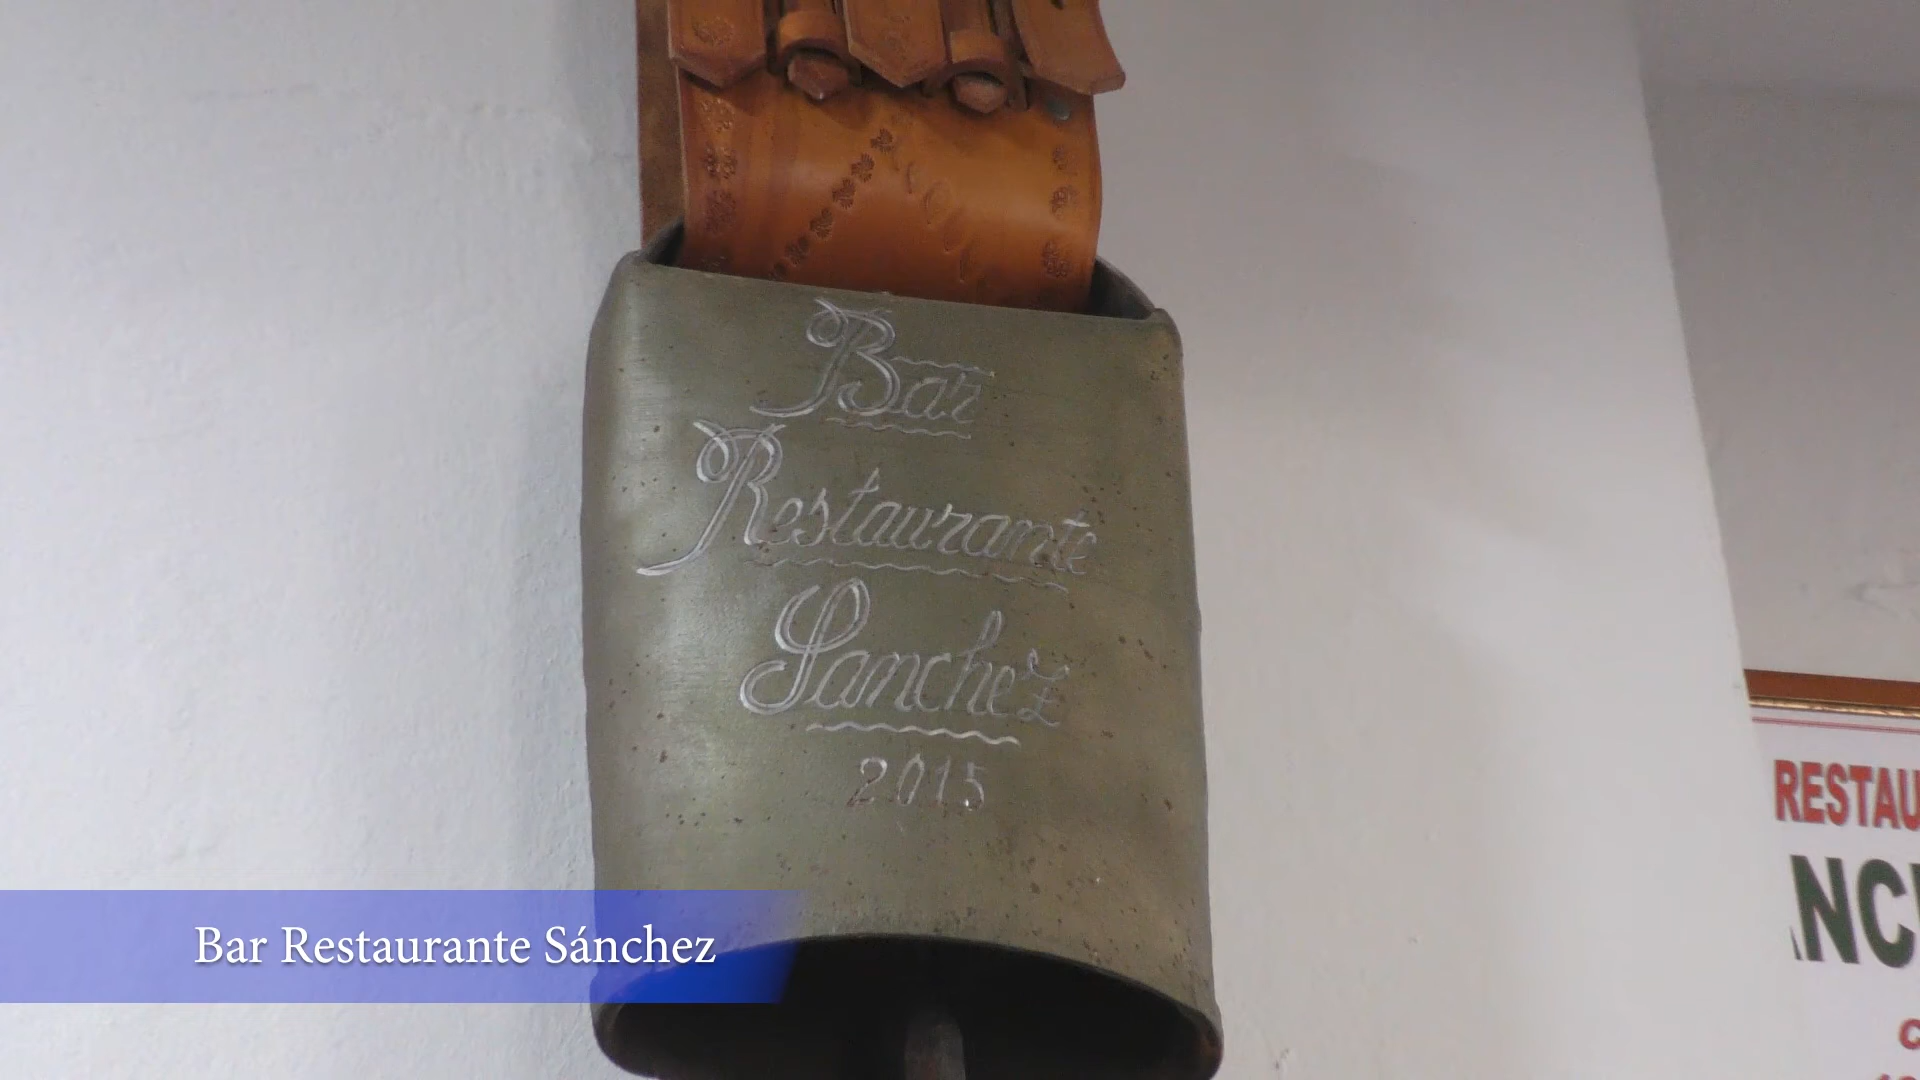 Bar
Restaurante
Sanchez
2015
RESTAU
NC
Bar Restaurante Sánchez